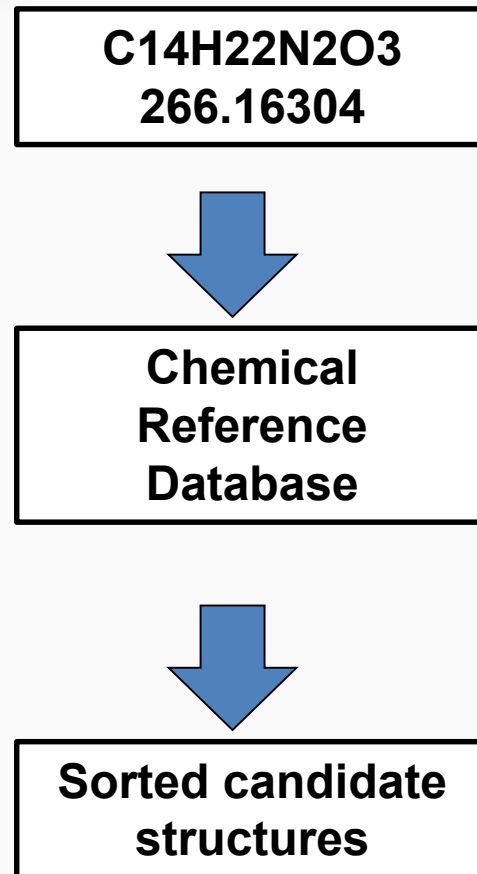 C14H22N2O3
266.16304
Chemical
Reference
Database
Sorted candidate
structures